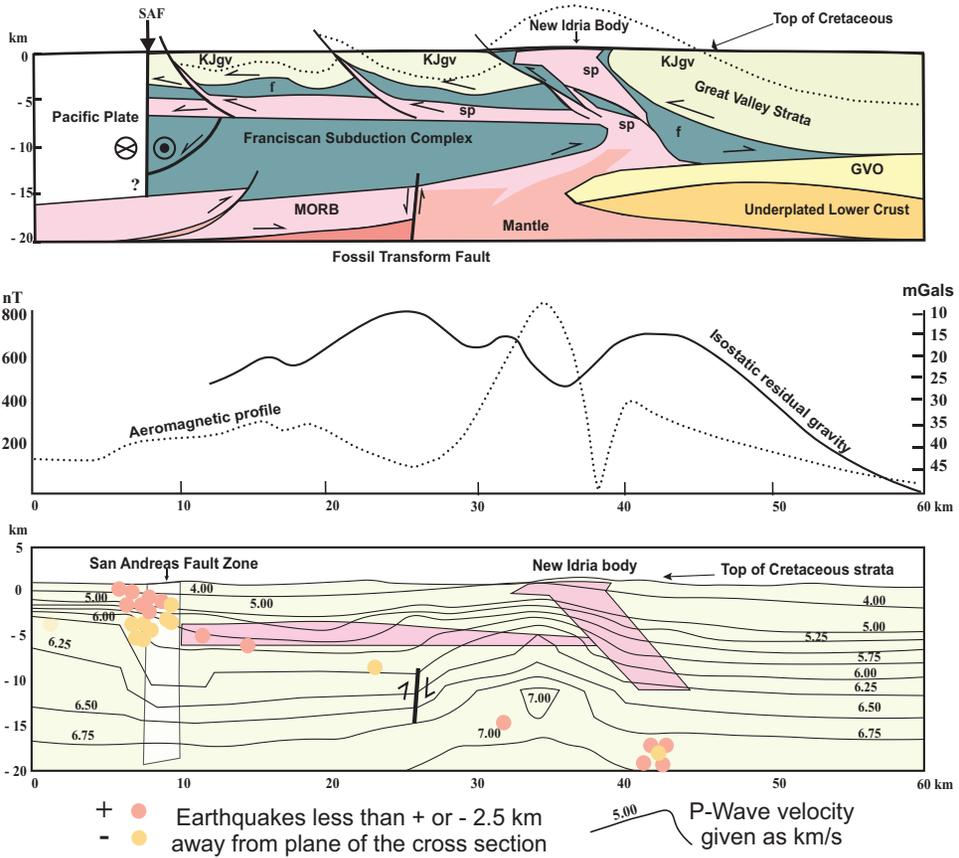 SAF
km
New Idria Body
Top of Cretaceous
0
KJgv
KJgv
KJgv
sp
- 5
f
sp
Great Valley Strata
Pacific Plate
sp
f
- 10
Franciscan Subduction Complex
?
GVO
- 15
MORB
Underplated Lower Crust
Mantle
- 20
Fossil Transform Fault
nT
mGals
800
600
400
200
10
15
20
25
30
35
40
45
Aeromagnetic profile
Isostatic residual gravity
0
10
20
30
40
50
60 km
km
5
San Andreas Fault Zone
New Idria body
Top of Cretaceous strata
0
4.00
5.00
5.00
4.00
6.00
5.00
- 5
5.25
6.25
5.75
6.00
- 10
6.25
7.00
6.50
6.50
- 15
6.75
7.00
6.75
- 20
0
10
20
30
40
50
60 km
+
Earthquakes less than + or - 2.5 km
-
away from plane of the cross section
5.00
P-Wave velocity
given as km/s